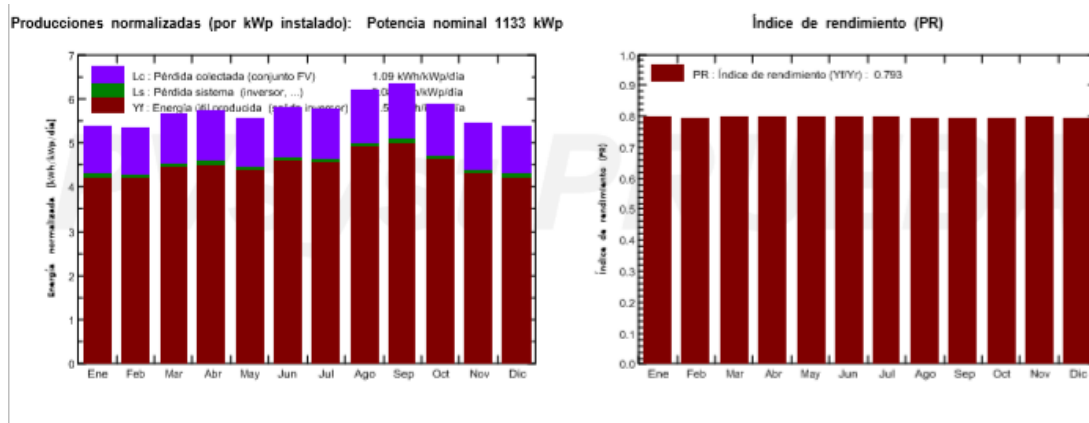 Producciones normalizadas (por kWp instalado): Potencia nominal 1133 kWp
7
6
5
4
3
2
1
0
Energía normalizada [kWh/kWp/día]
Lc : Pérdida colectada (conjunto FV) 1.09 kWh/kWp/día
Ls : Pérdida sistema (inversor, ...)
Yf : Energía útil producida
Ene Feb Mar Abr May Jun Jul Ago Sep Oct Nov Dic
Índice de rendimiento (PR)
1.0
0.9
0.8
0.7
0.6
0.5
0.4
0.3
0.2
0.1
0.0
Índice de rendimiento (PR)
PR : Índice de rendimiento (Yf/Yr) : 0.793
Ene Feb Mar Abr May Jun Jul Ago Sep Oct Nov Dic